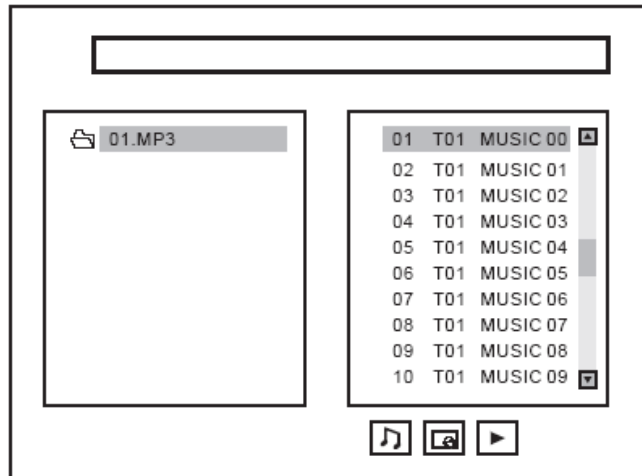 01.MP3
01 T01 MUSIC 00
02 T01 MUSIC 01
03 T01 MUSIC 02
04 T01 MUSIC 03
05 T01 MUSIC 04
06 T01 MUSIC 05
07 T01 MUSIC 06
08 T01 MUSIC 07
09 T01 MUSIC 08
10 T01 MUSIC 09